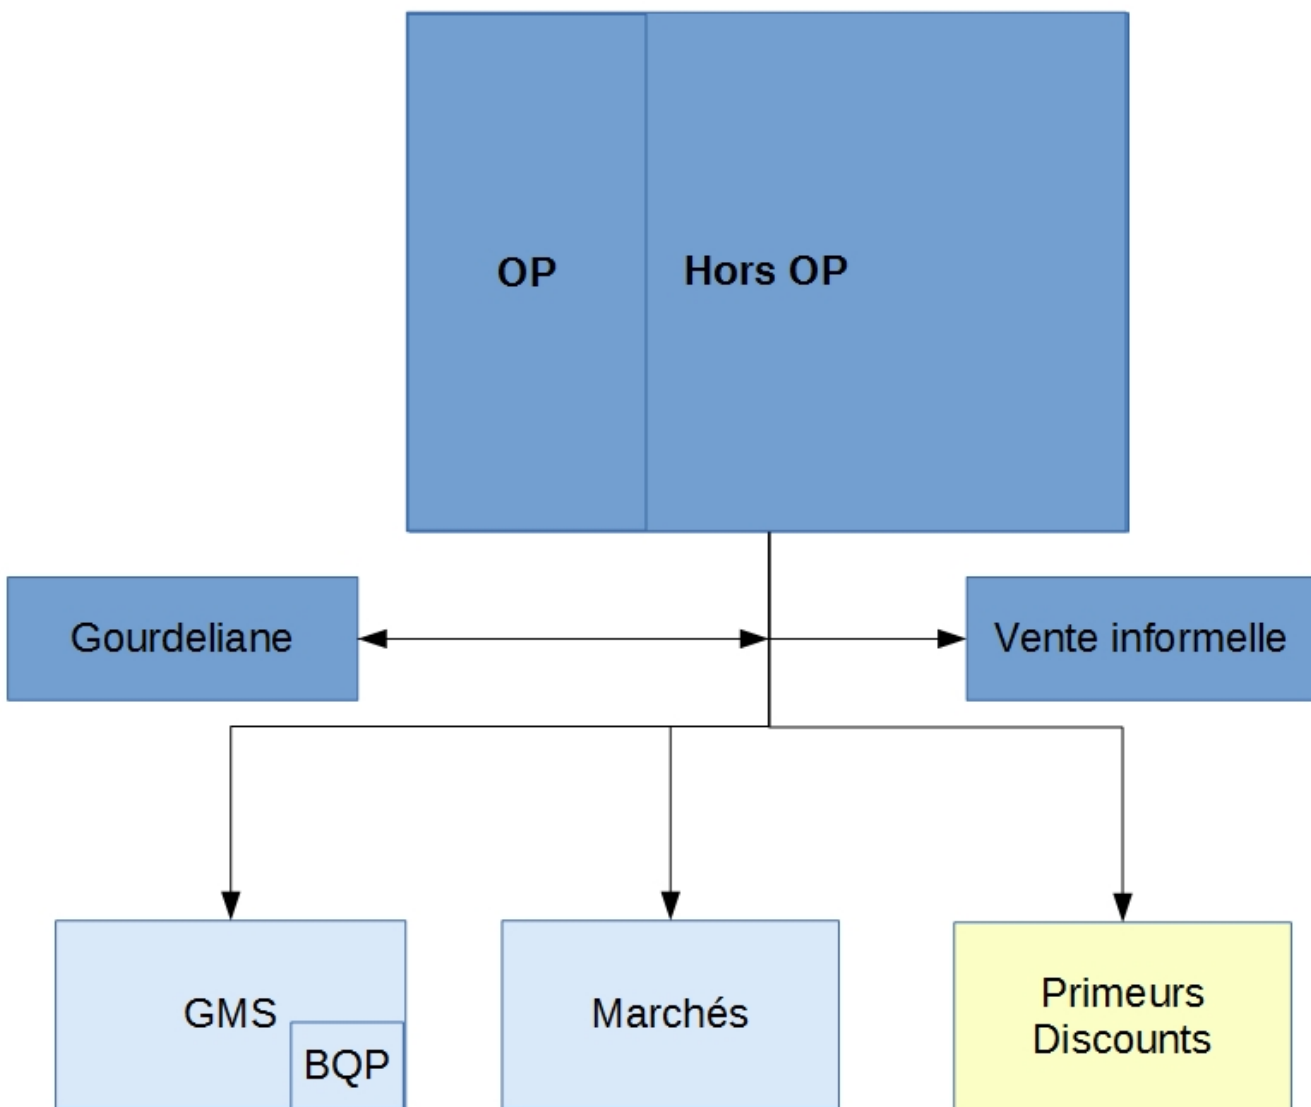 OP
Hors OP
Gourdeliane
Vente informelle
GMS
BQP
Marchés
Primeurs
Discounts